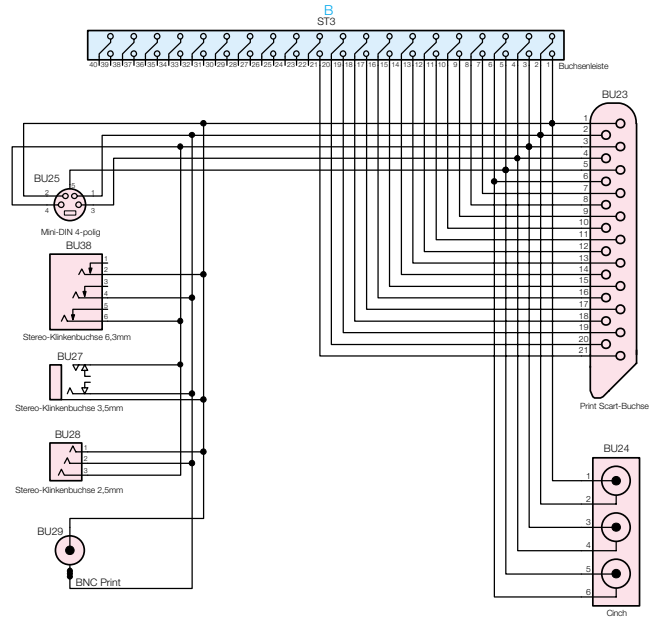 B
ST3
40 39 38 37 36 35 34 33 32 31 30 29 28 27 26 25 24 23 22 21 20 19 18 17 16 15 14 13 12 11 10 9 8 7 6 5 4 3 2 1
Buchsenleiste
BU23
1
2
3
4
5
6
7
8
9
10
11
12
13
14
15
16
17
18
19
20
21
Print Scart-Buchse
BU25
5
2 1
4 3
Mini-DIN 4-polig
BU38
1
2
3
4
5
6
Stereo-Klinkenbuchse 6,3mm
BU27
Stereo-Klinkenbuchse 3,5mm
BU28
1
2
3
Stereo-Klinkenbuchse 2,5mm
BU29
BNC Print
BU24
1
2
3
4
5
6
Cinch